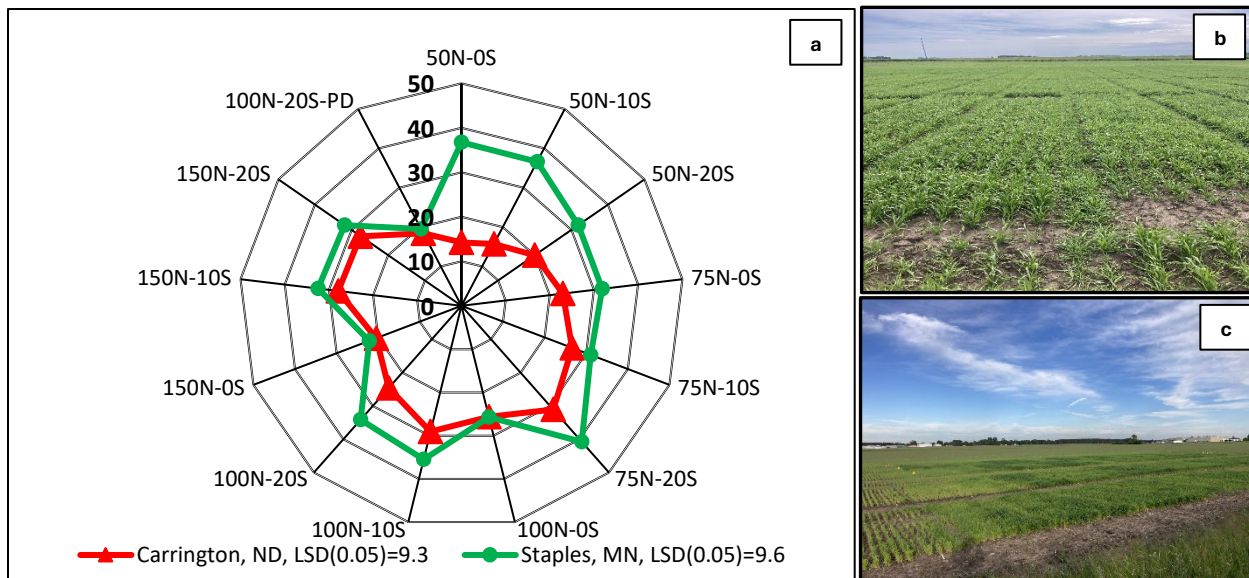 a
50N-0S
50N-10S
50N-20S
75N-0S
75N-10S
75N-20S
100N-0S
100N-10S
100N-20S
150N-0S
150N-10S
150N-20S
100N-20S-PD
50
40
30
20
10
0
Carrington, ND, LSD(0.05)=9.3
Staples, MN, LSD(0.05)=9.6
b
c